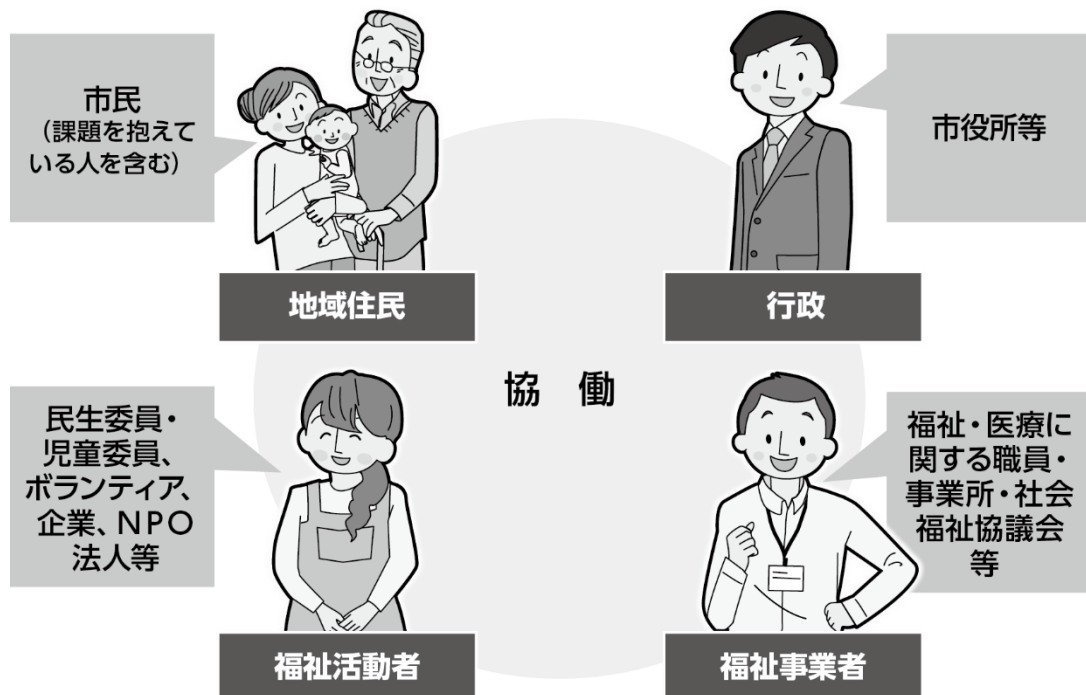 市民
（課題を抱えて
いる人を含む）
地域住民
市役所等
行政
協　働
民生委員・
児童委員、
ボランティア、
企業、NPO
法人等
福祉活動者
福祉・医療に
関する職員・
事業所・社会
福祉協議会
等
福祉事業者